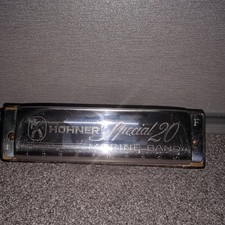 HOHNER Special 20
MARINE BAND
F